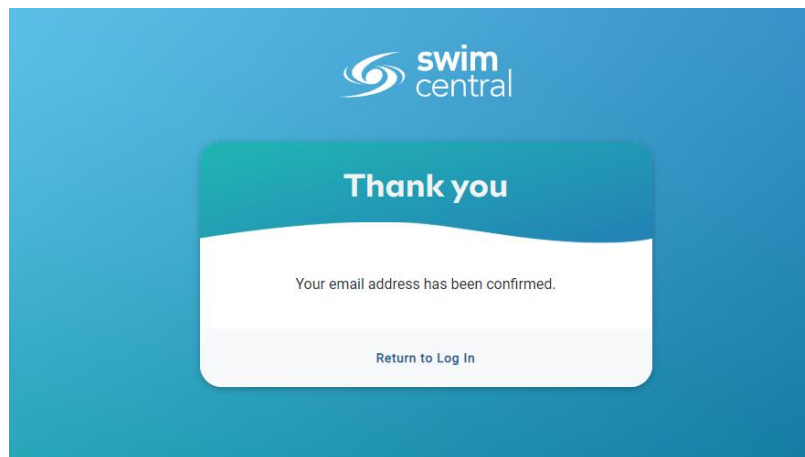 swim
central
Thank you
Your email address has been confirmed.
Return to Log In